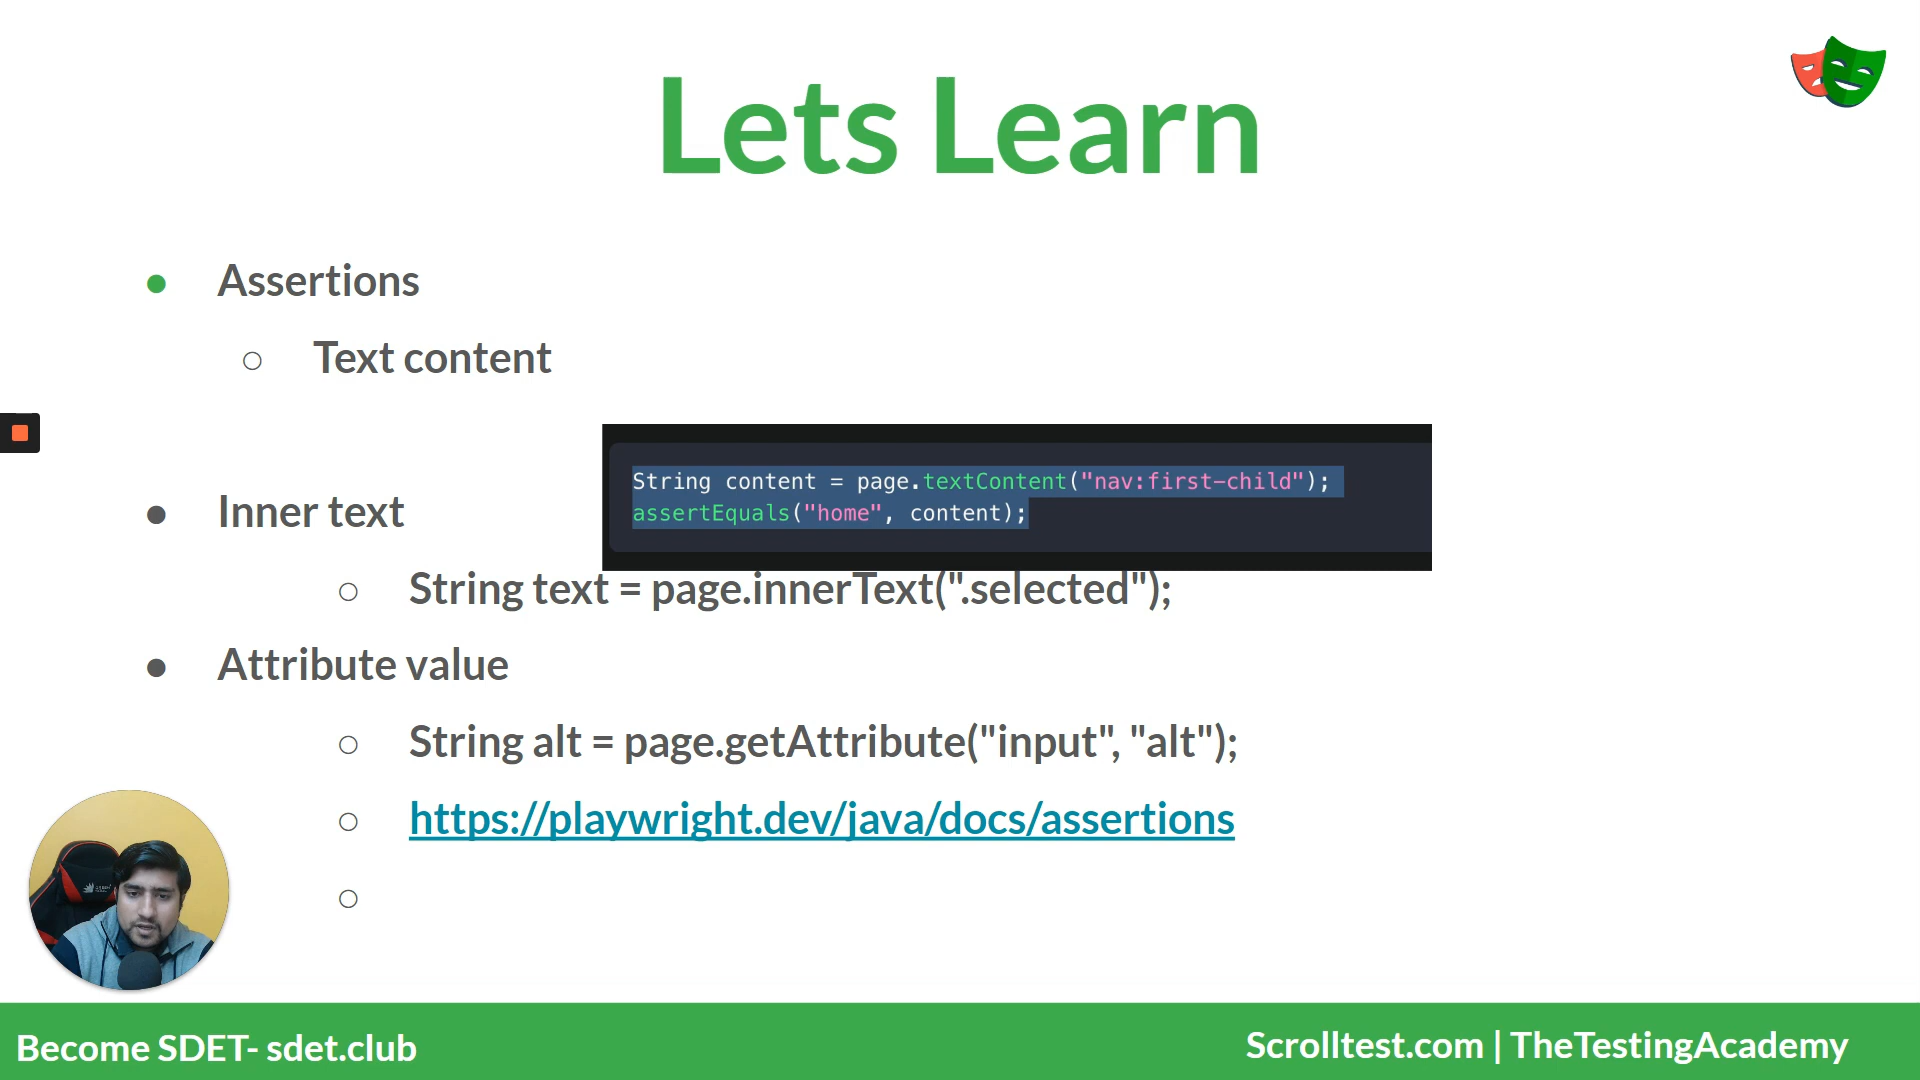 Lets Learn
Assertions
Text content
String content = page.textContent("nav:first-child");
assertEquals("home", content);
Inner text
String text = page.innerText(".selected");
Attribute value
String alt = page.getAttribute("input", "alt");
https://playwright.dev/java/docs/assertions
Become SDET- sdet.club
Scrolltest.com | TheTestingAcademy